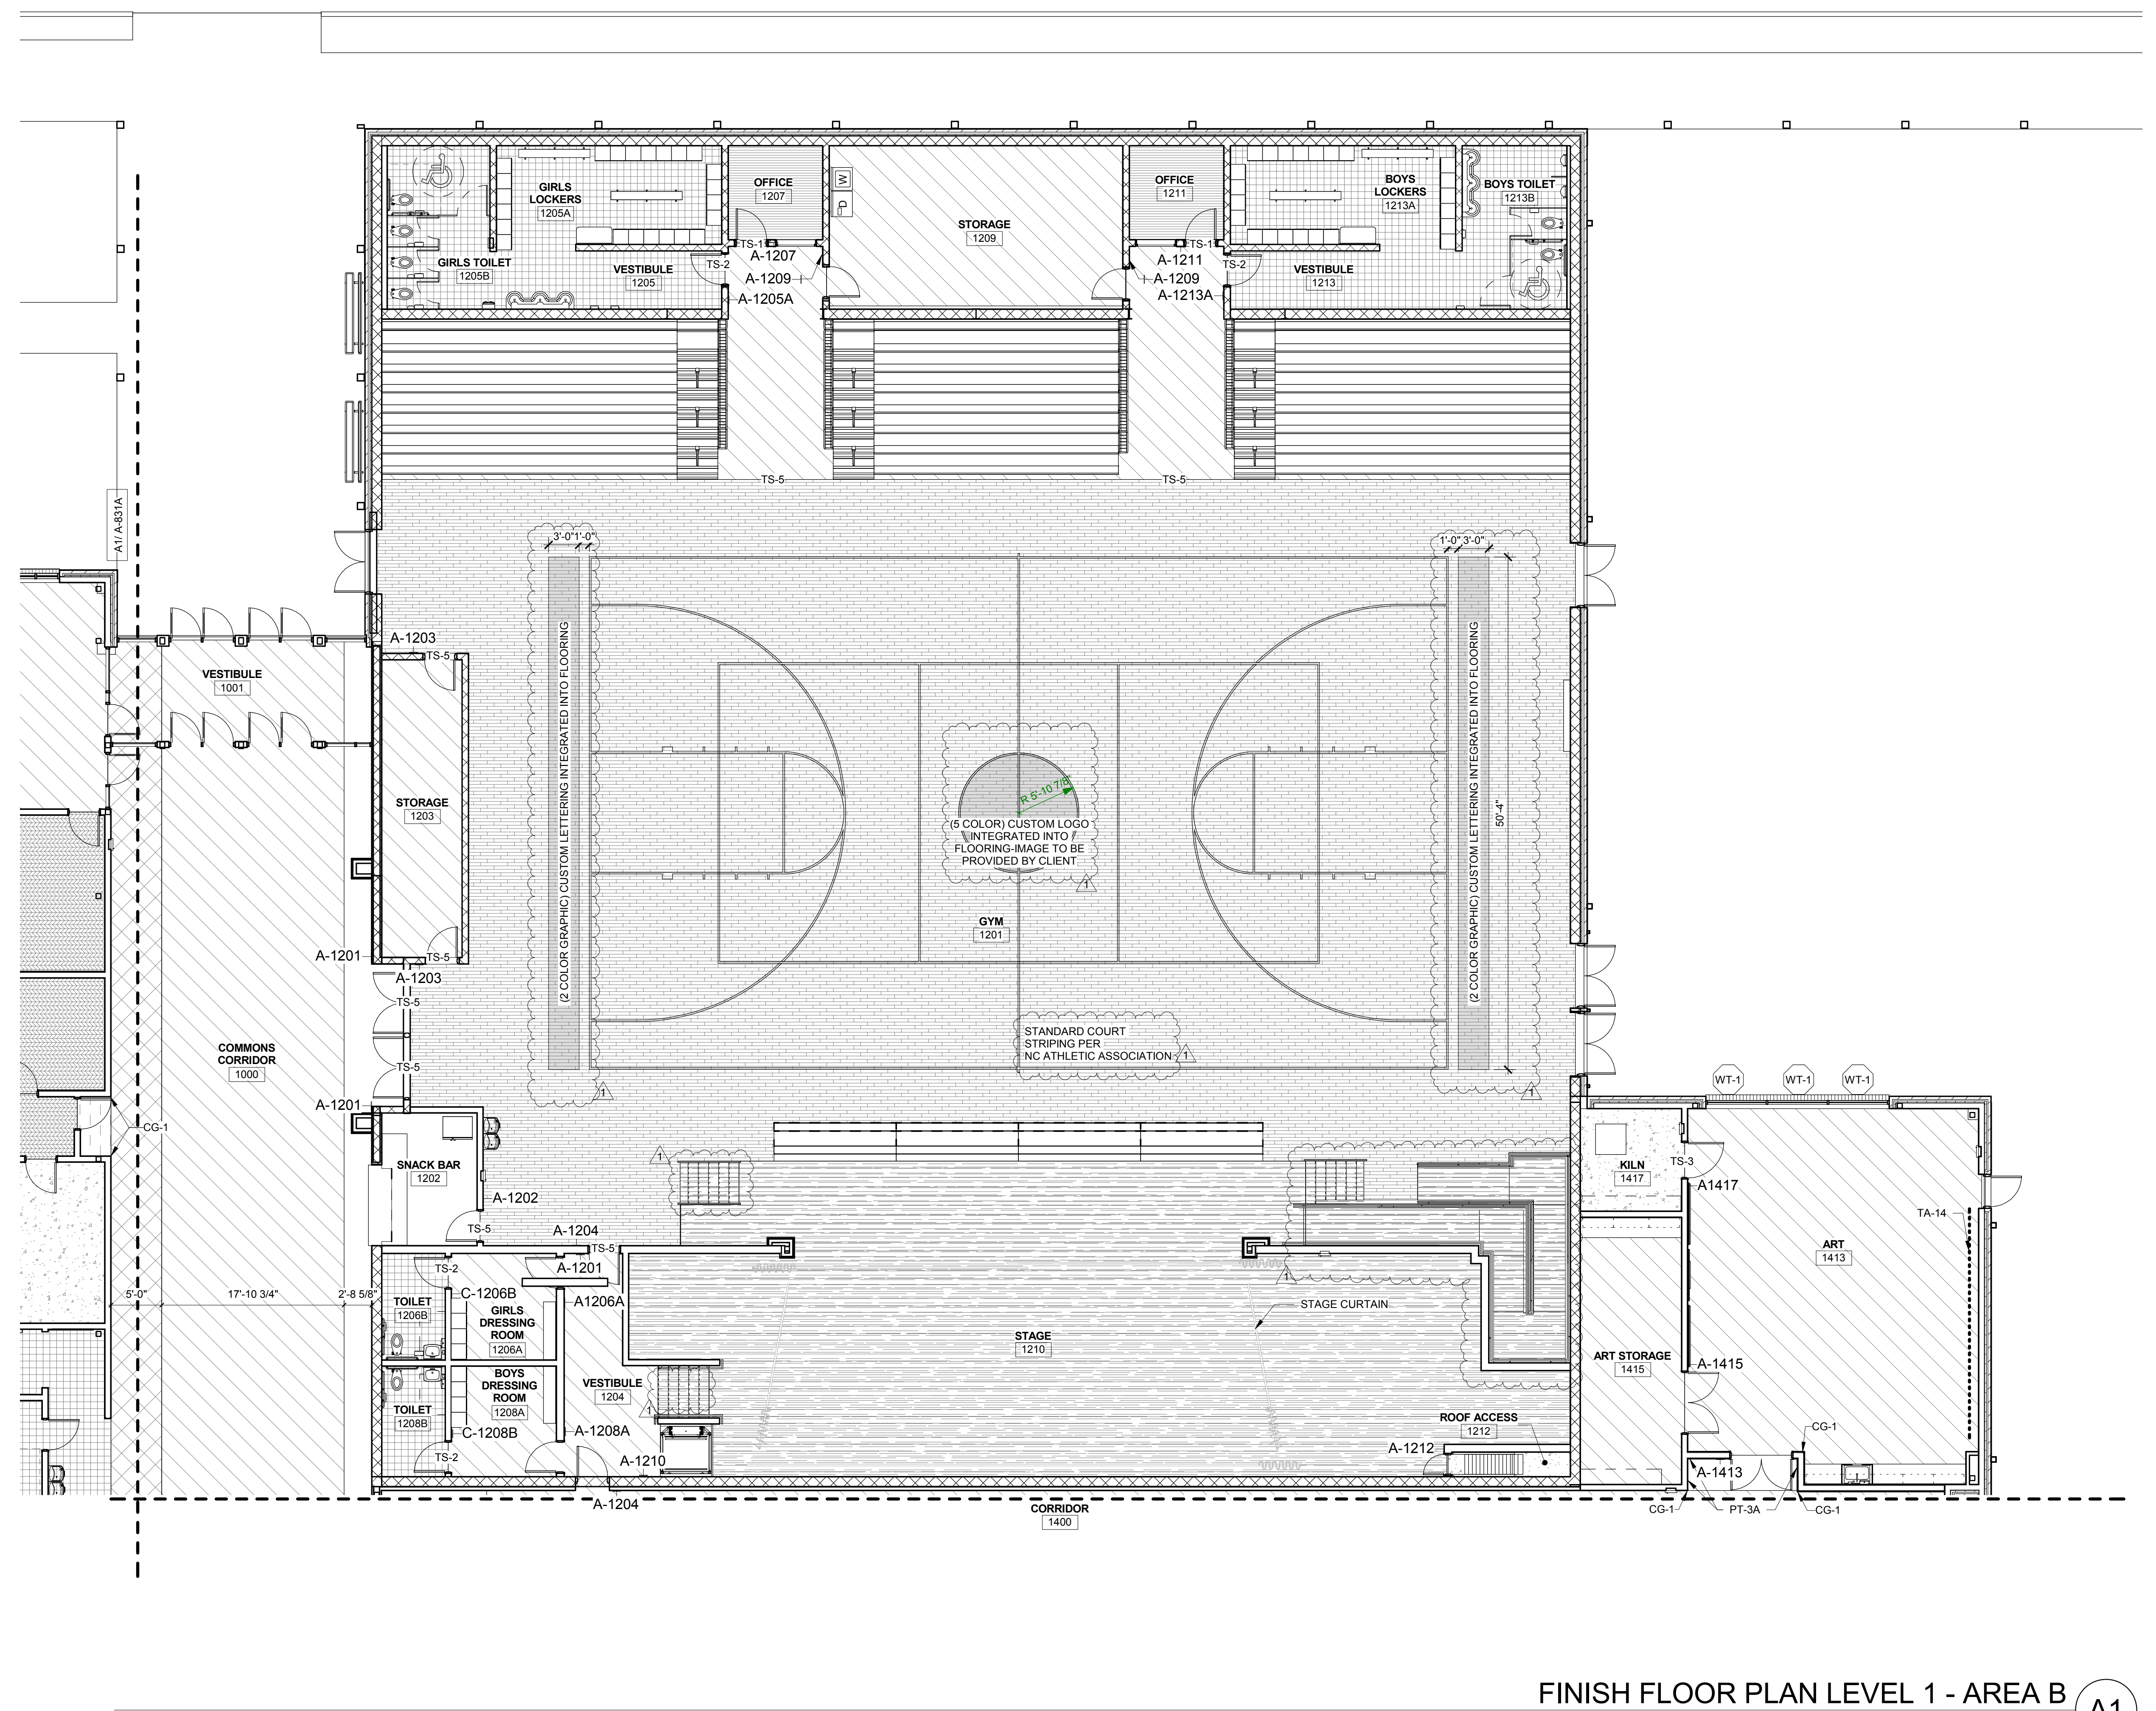 OFFICE
1207
OFFICE
1211
GIRLS
LOCKERS
1205A
BOYS
LOCKERS
1213A
BOYS TOILET
1213B
W
D
STORAGE
1209
TS-1
A-1207
TS-1
A-1211
GIRLS TOILET
1205B
VESTIBULE
1205
TS-2
A-1209
A-1205A
A-1209
A-1213A
TS-2
VESTIBULE
1213
TS-5
TS-5
A1/ A-831A
3'-0"
1'-0"
1'-0"
3'-0"
A-1203
TS-5
VESTIBULE
1001
(2 COLOR GRAPHIC) CUSTOM LETTERING INTEGRATED INTO FLOORING
(2 COLOR GRAPHIC) CUSTOM LETTERING INTEGRATED INTO FLOORING
50'-4"
R 5'-10 7/8"
(5 COLOR) CUSTOM LOGO
INTEGRATED INTO
FLOORING-IMAGE TO BE
PROVIDED BY CLIENT
1
STORAGE
1203
GYM
1201
A-1201
TS-5
A-1203
TS-5
STANDARD COURT
STRIPING PER
NC ATHLETIC ASSOCIATION
1
COMMONS
CORRIDOR
1000
TS-5
1
1
WT-1
WT-1
WT-1
A-1201
CG-1
SNACK BAR
1202
1
A-1202
KILN
1417
TS-3
A1417
TS-5
A-1204
TS-5
TA-14
ART
1413
TS-2
A-1201
1
5'-0"
17'-10 3/4"
2'-8 5/8"
TOILET
1206B
C-1206B
GIRLS
DRESSING
ROOM
1206A
A1206A
STAGE CURTAIN
STAGE
1210
ART STORAGE
1415
A-1415
BOYS
DRESSING
ROOM
1208A
VESTIBULE
1204
1
TOILET
1208B
C-1208B
A-1208A
ROOF ACCESS
1212
A-1212
CG-1
TS-2
A-1210
A-1413
A-1204
CORRIDOR
1400
CG-1
PT-3A
CG-1
FINISH FLOOR PLAN LEVEL 1 - AREA B
A1